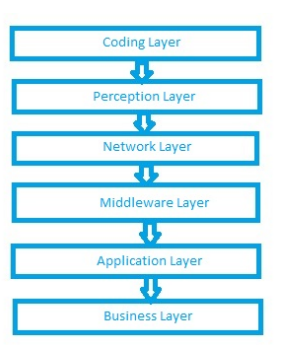 Coding Layer
Perception Layer
Network Layer
Middleware Layer
Application Layer
Business Layer